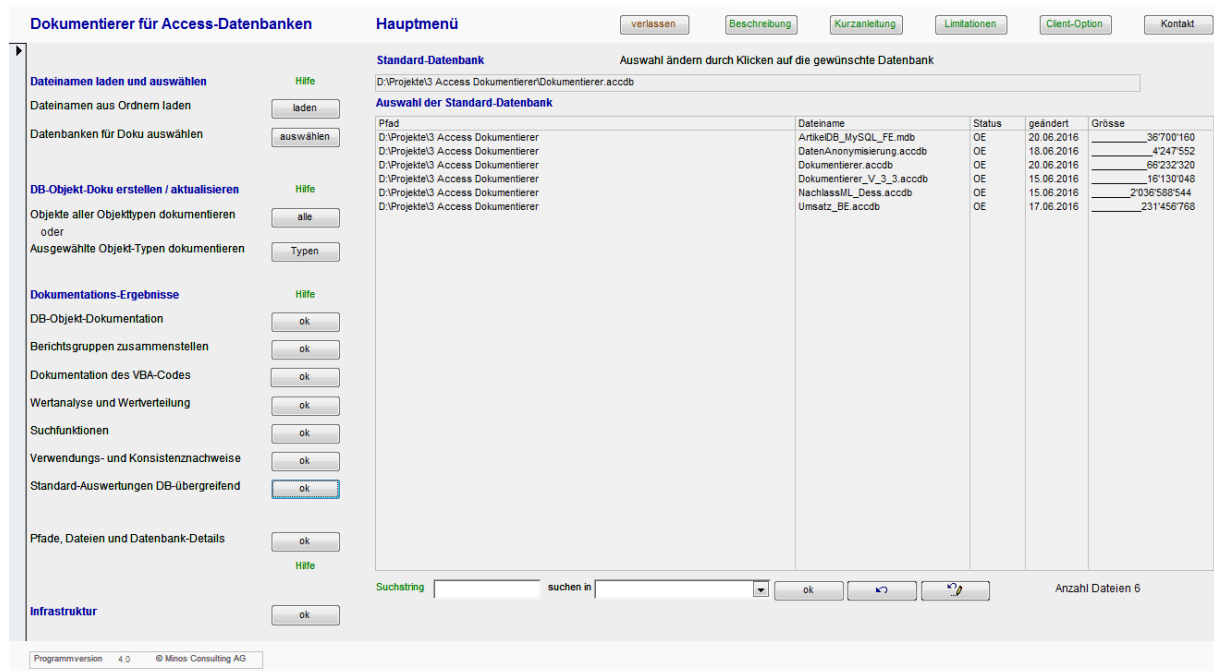 Dokumentierer für Access-Datenbanken Hauptmenü verlassen Beschreibung Kurzanleitung Limitationen Client-Option Kontakt
Standard-Datenbank Auswahl ändern durch Klicken auf die gewünschte Datenbank
Dateinamen laden und auswählen Hilfe D:\Projekte\3 Access Dokumentierer\Dokumentierer.accdb
Dateinamen aus Ordnern laden laden Auswahl der Standard-Datenbank
Pfad Dateiname Status geändert Grösse
Datenbanken für Doku auswählen auswählen D:\Projekte\3 Access Dokumentierer ArtikelDB_MySQL_FE.mdb OE 20.06.2016 36'700'160
D:\Projekte\3 Access Dokumentierer DatenAnonymisierung.accdb OE 18.06.2016 4'247'552
D:\Projekte\3 Access Dokumentierer Dokumentierer.accdb OE 20.06.2016 66'232'320
D:\Projekte\3 Access Dokumentierer Dokumentierer_V_3_3.accdb OE 15.06.2016 16'130'048
DB-Objekt-Doku erstellen / aktualisieren Hilfe D:\Projekte\3 Access Dokumentierer NachlassML_Dess.accdb OE 15.06.2016 2'036'588'544
D:\Projekte\3 Access Dokumentierer Umsatz_BE.accdb OE 17.06.2016 231'456'768
Objekte aller Objekttypen dokumentieren alle
oder
Ausgewählte Objekt-Typen dokumentieren Typen
Dokumentations-Ergebnisse Hilfe
DB-Objekt-Dokumentation ok
Berichtsgruppen zusammenstellen ok
Dokumentation des VBA-Codes ok
Wertanalyse und Wertverteilung ok
Suchfunktionen ok
Verwendungs- und Konsistenznachweise ok
Standard-Auswertungen DB-übergreifend ok
Pfade, Dateien und Datenbank-Details ok
Hilfe
Suchstring suchen in ok Anzahl Dateien 6
Infrastruktur ok
Programmversion 4.0 © Minos Consulting AG